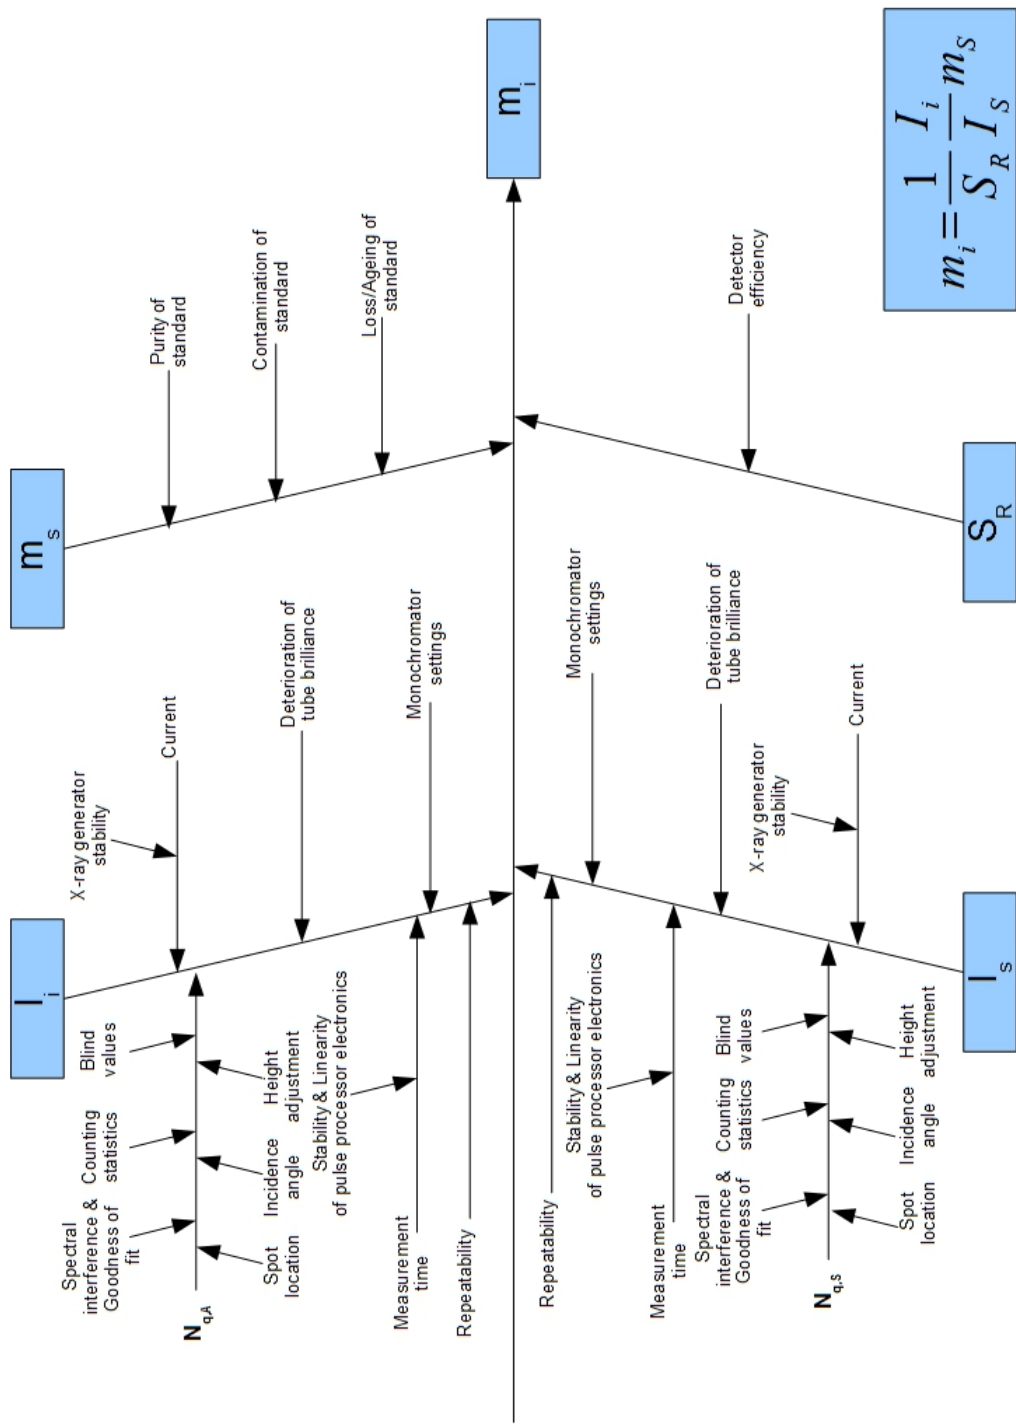 I_i
m_s
Spectral
interference &
Goodness of
fit
Counting
statistics
Blind
values
X-ray generator
stability
Current
Purity of
standard
N_q,A
Spot
location
Incidence
angle
Height
adjustment
Deterioration of
tube brilliance
Contamination of
standard
Stability & Linearity
of pulse processor electronics
Measurement
time
Monochromator
settings
Loss/Ageing of
standard
Repeatability
m_i
Repeatability
Stability & Linearity
of pulse processor electronics
Monochromator
settings
Measurement
time
Deterioration of
tube brilliance
Detector
efficiency
Spectral
interference &
Goodness of
fit
Counting
statistics
Blind
values
X-ray generator
stability
Current
N_q,S
Spot
location
Incidence
angle
Height
adjustment
I_s
S_R
m_i = 1/S_R I_i/I_S m_S